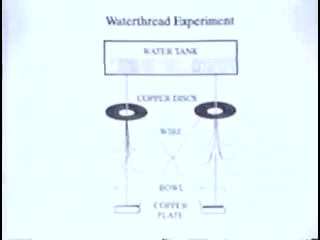 Waterthread Experiment
WATER TANK
COPPER DISCS
WIRE
BOWL
COPPER
PLATE